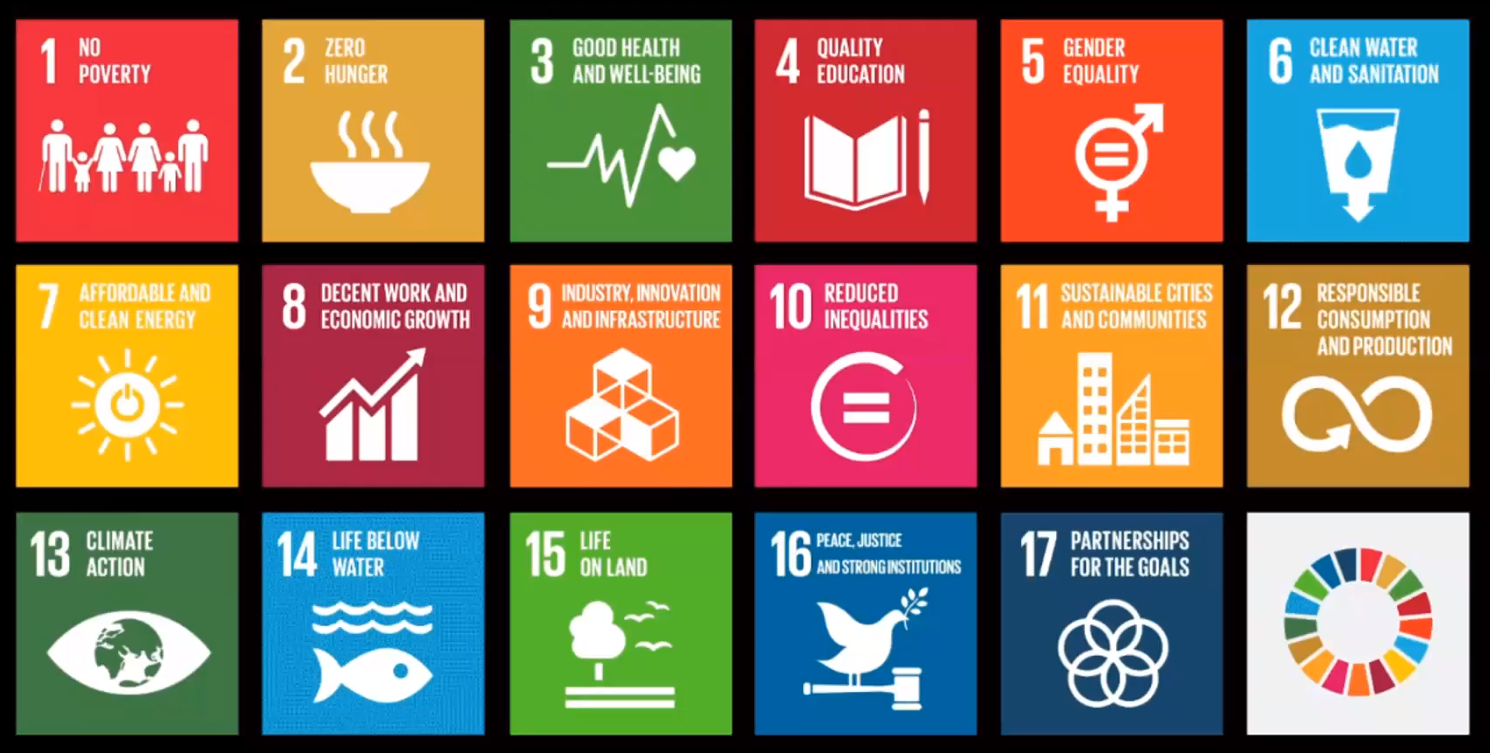 1 NO
POVERTY
2 ZERO
HUNGER
3 GOOD HEALTH
AND WELL-BEING
4 QUALITY
EDUCATION
5 GENDER
EQUALITY
6 CLEAN WATER
AND SANITATION
7 AFFORDABLE AND
CLEAN ENERGY
8 DECENT WORK AND
ECONOMIC GROWTH
9 INDUSTRY, INNOVATION
AND INFRASTRUCTURE
10 REDUCED
INEQUALITIES
11 SUSTAINABLE CITIES
AND COMMUNITIES
12 RESPONSIBLE
CONSUMPTION
AND PRODUCTION
13 CLIMATE
ACTION
14 LIFE BELOW
WATER
15 LIFE
ON LAND
16 PEACE, JUSTICE
AND STRONG INSTITUTIONS
17 PARTNERSHIPS
FOR THE GOALS